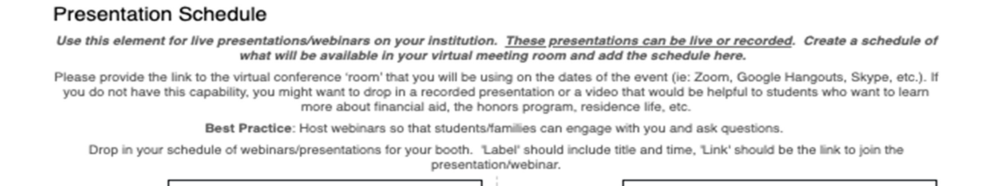 Presentation Schedule
Use this element for live presentations/webinars on your institution.  These presentations can be live or recorded.  Create a schedule of
what will be available in your virtual meeting room and add the schedule here.
Please provide the link to the virtual conference 'room' that you will be using on the dates of the event (ie: Zoom, Google Hangouts, Skype, etc.). If
you do not have this capability, you might want to drop in a recorded presentation or a video that would be helpful to students who want to learn
more about financial aid, the honors program, residence life, etc.
Best Practice: Host webinars so that students/families can engage with you and ask questions.
Drop in your schedule of webinars/presentations for your booth.  'Label' should include title and time, 'Link' should be the link to join the
presentation/webinar.